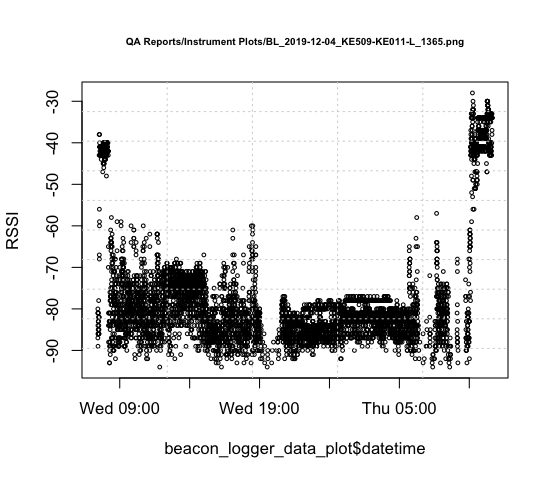 QA Reports/Instrument Plots/BL_2019-12-04_KE509-KE011-L_1365.png
-30
-40
-50
-60
-70
-80
-90
RSSI
Wed 09:00 Wed 19:00 Thu 05:00
beacon_logger_data_plot$datetime